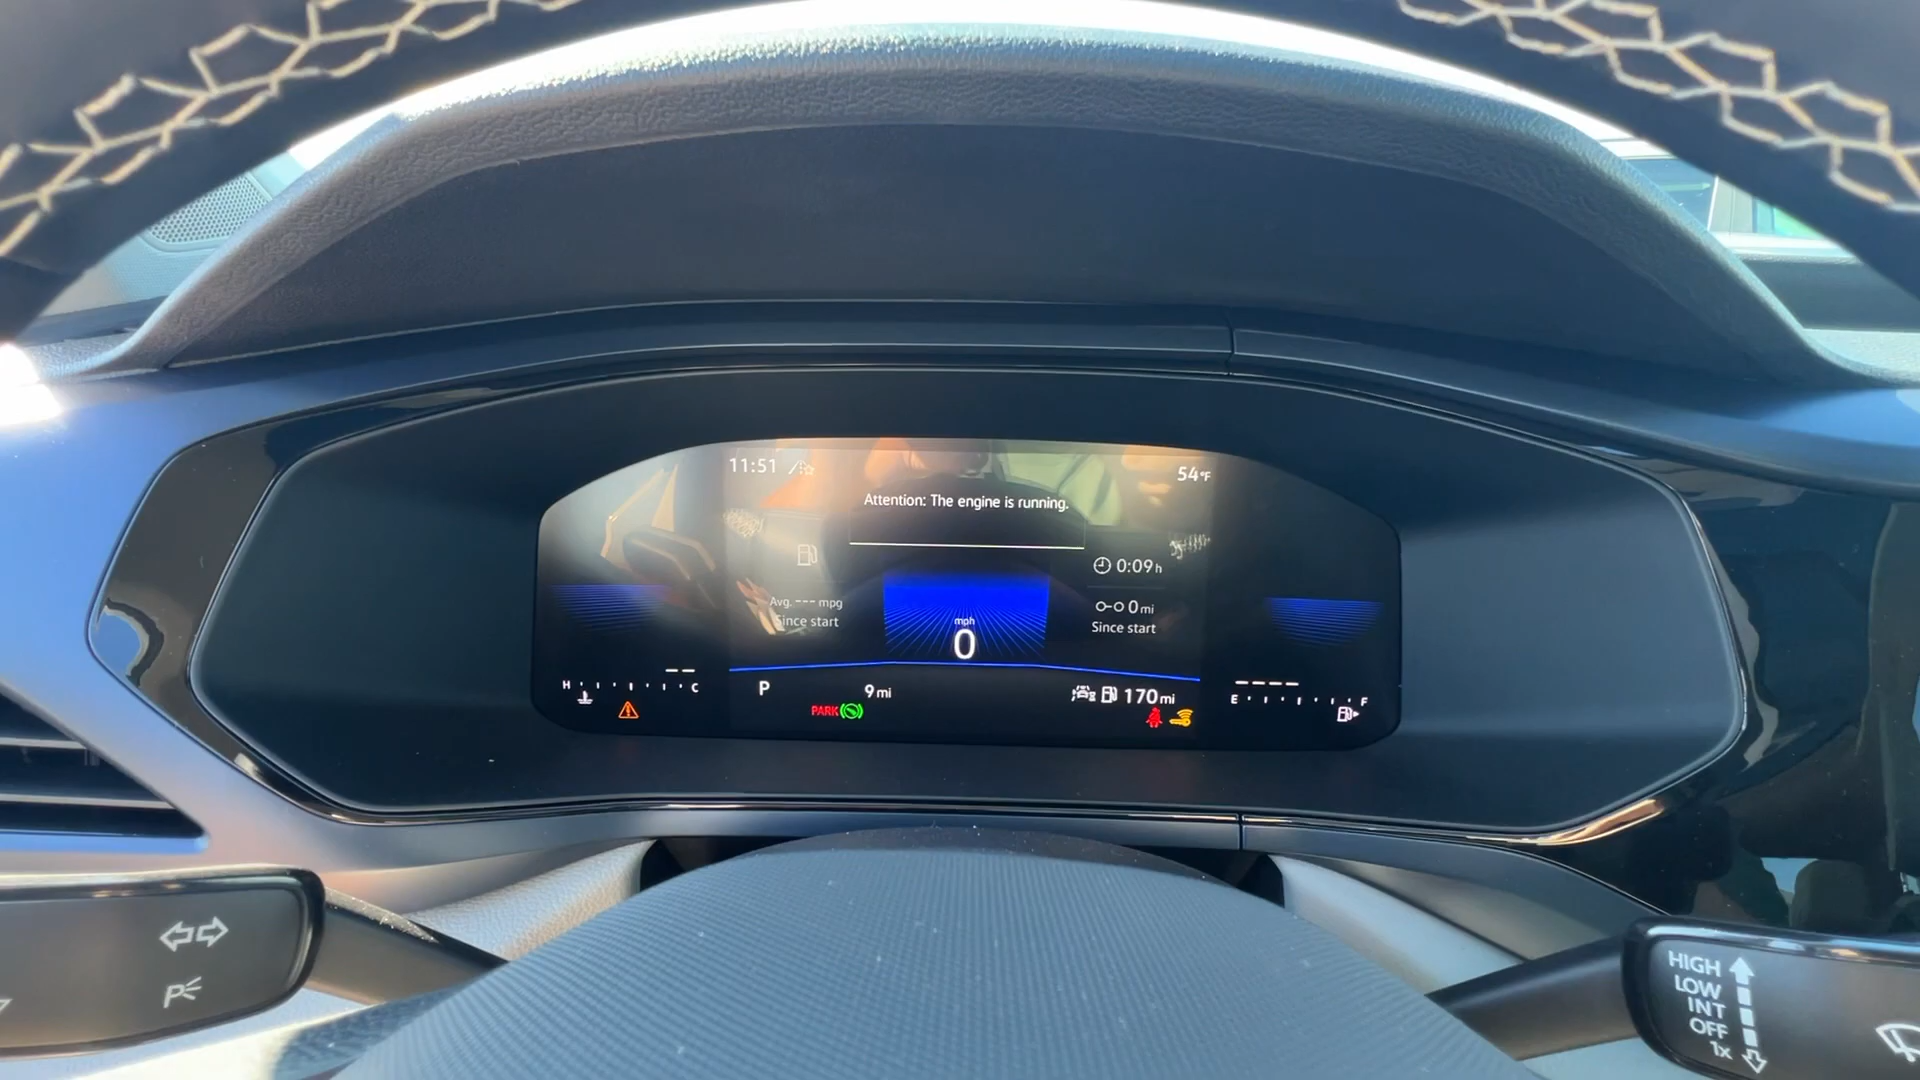 11:51
54°F
Attention: The engine is running.
0:09 h
Avg. --- mpg
Since start
0 mi
Since start
mph
0
H C
P
9 mi
170 mi
E F
PARK
HIGH
LOW
INT
OFF
1x